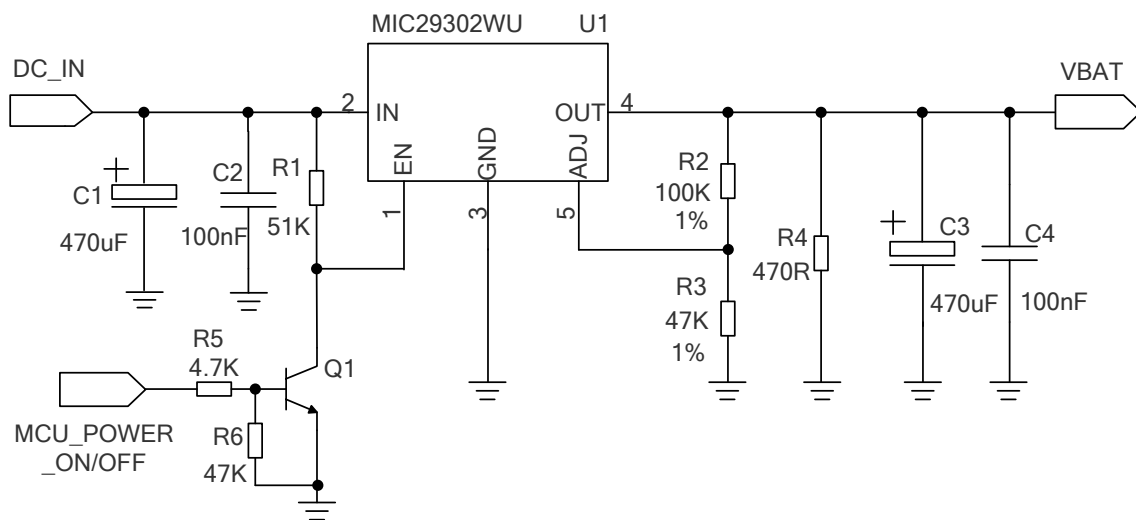 MIC29302WU U1
DC_IN
VBAT
2 IN
OUT 4
EN
GND
ADJ
1
3
5
C1
470uF
C2
100nF
R1
51K
R2
100K
1%
R3
47K
1%
R4
470R
C3
470uF
C4
100nF
R5
4.7K
Q1
MCU_POWER
_ON/OFF
R6
47K